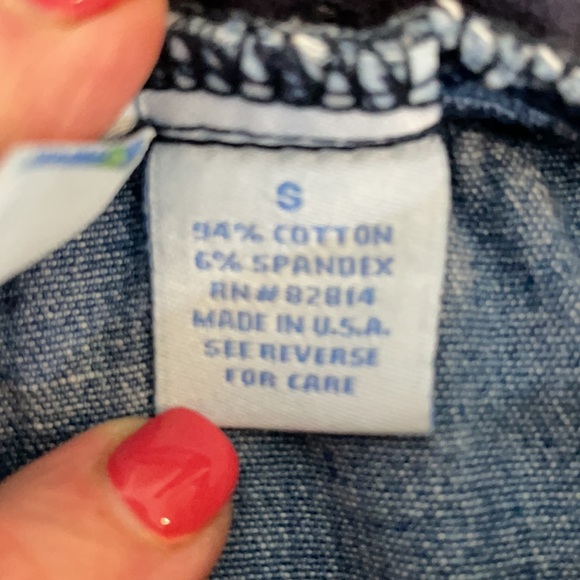 S
94% COTTON
6% SPANDEX
RN# 82814
MADE IN U.S.A.
SEE REVERSE
FOR CARE